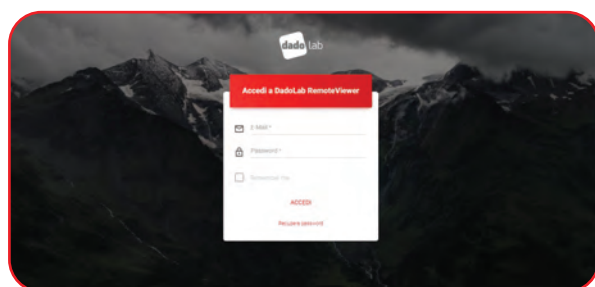 dado lab
Accedi a DadoLab RemoteViewer
E-Mail *
Password *
Remember me
ACCEDI
Recupera password